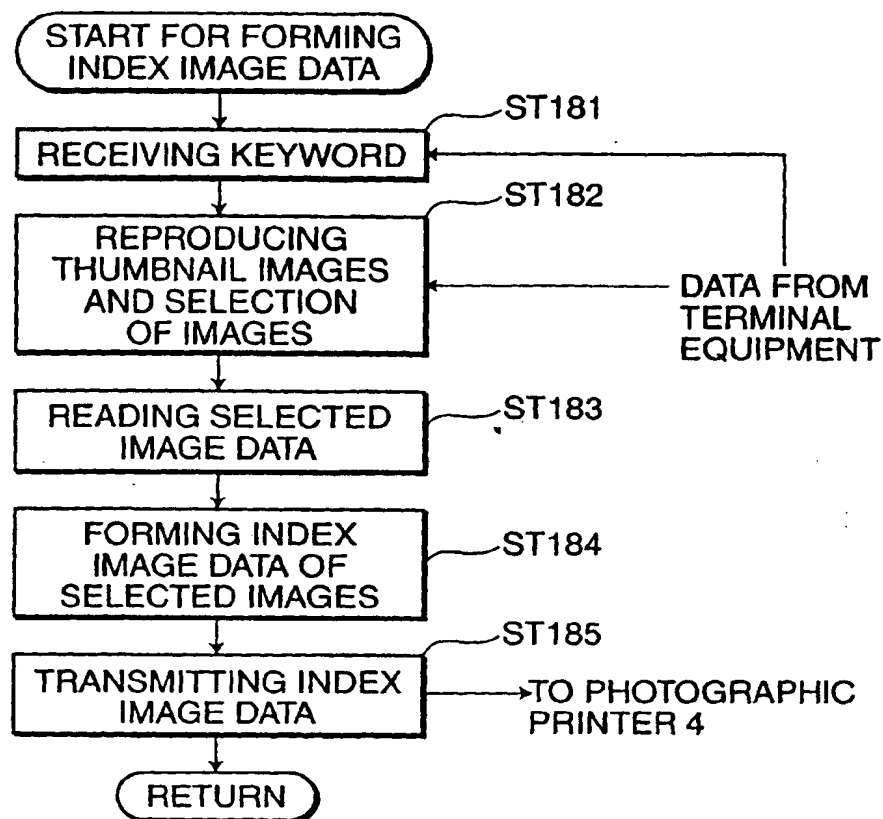 START FOR FORMING
INDEX IMAGE DATA
ST181
RECEIVING KEYWORD
ST182
REPRODUCING
THUMBNAIL IMAGES
AND SELECTION
OF IMAGES
DATA FROM
TERMINAL
EQUIPMENT
READING SELECTED
IMAGE DATA
ST183
FORMING INDEX
IMAGE DATA OF
SELECTED IMAGES
ST184
ST185
TRANSMITTING INDEX
IMAGE DATA
TO PHOTOGRAPHIC
PRINTER 4
RETURN